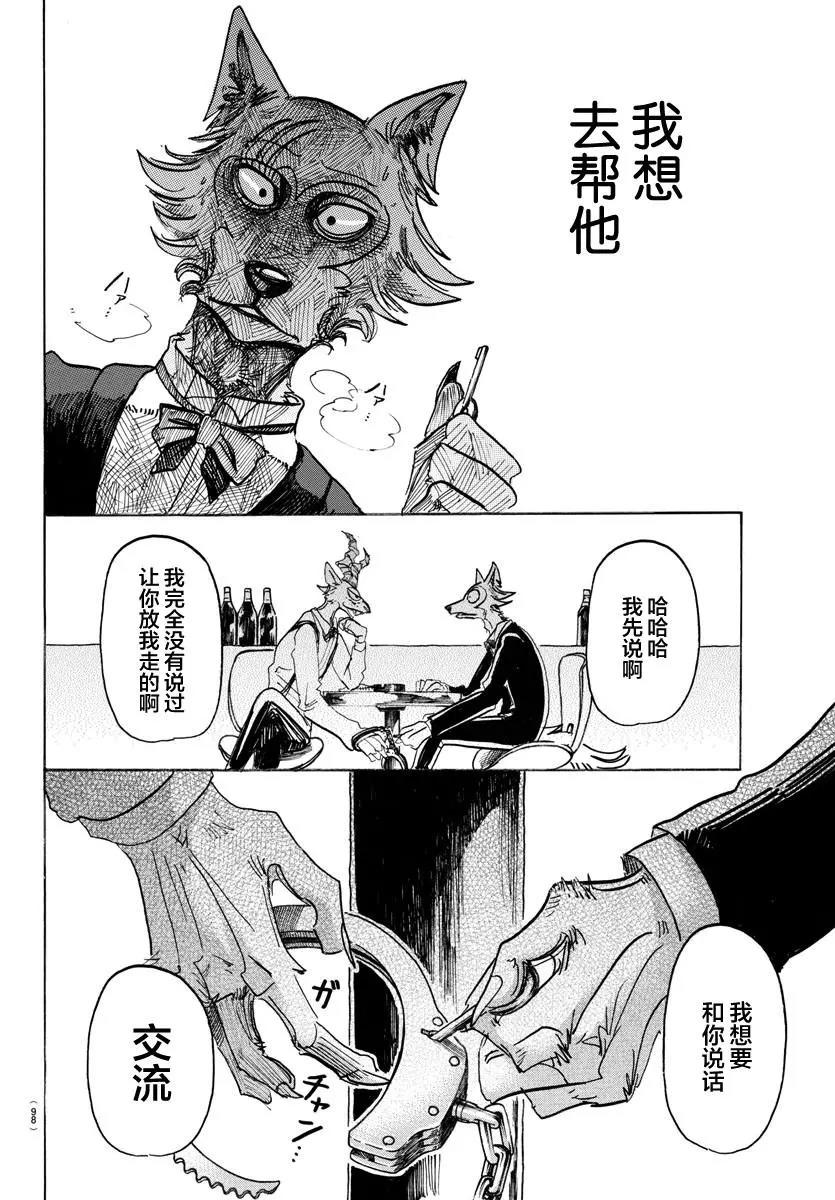 我想
去帮他
ハァ
ハァ
哈哈哈
我先说啊
我完全没有说过
让你放我走的啊
我想要
和你说话
ガ
チャン…
交流
(98)